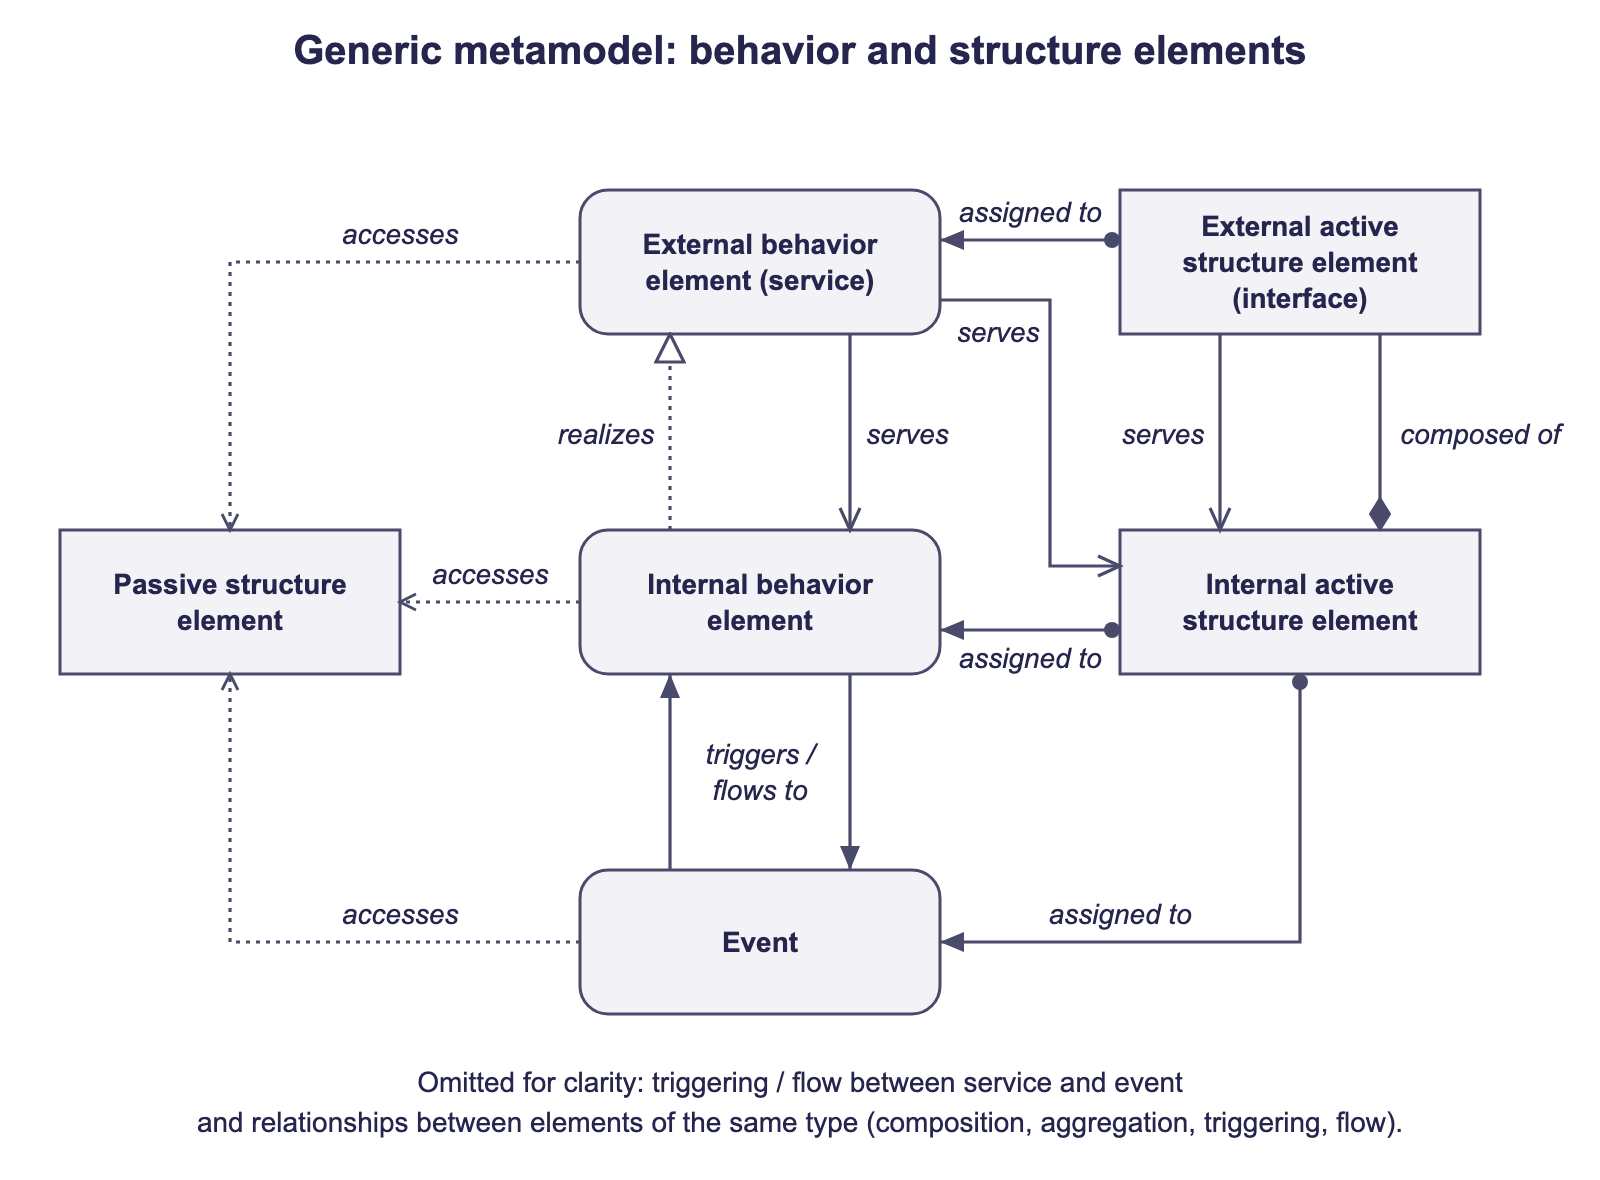 Generic metamodel: behavior and structure elements
accesses
External behavior
element (service)
assigned to
External active
structure element
(interface)
serves
realizes
serves
serves
composed of
Passive structure
element
accesses
Internal behavior
element
assigned to
Internal active
structure element
triggers /
flows to
accesses
Event
assigned to
Omitted for clarity: triggering / flow between service and event
and relationships between elements of the same type (composition, aggregation, triggering, flow).